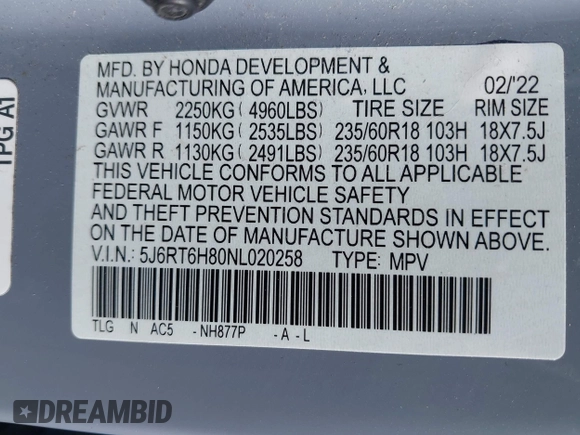 MFD. BY HONDA DEVELOPMENT &
MANUFACTURING OF AMERICA, LLC 02/'22
GVWR 2250KG( 4960LBS) TIRE SIZE RIM SIZE
GAWR F 1150KG( 2535LBS) 235/60R18 103H 18X7.5J
GAWR R 1130KG( 2491LBS) 235/60R18 103H 18X7.5J
THIS VEHICLE CONFORMS TO ALL APPLICABLE
FEDERAL MOTOR VEHICLE SAFETY
AND THEFT PREVENTION STANDARDS IN EFFECT
ON THE DATE OF MANUFACTURE SHOWN ABOVE.
V.I.N.: 5J6RT6H80NL020258 TYPE: MPV
TLG N AC5 -NH877P -A-L
TPG A1
DREAMBID